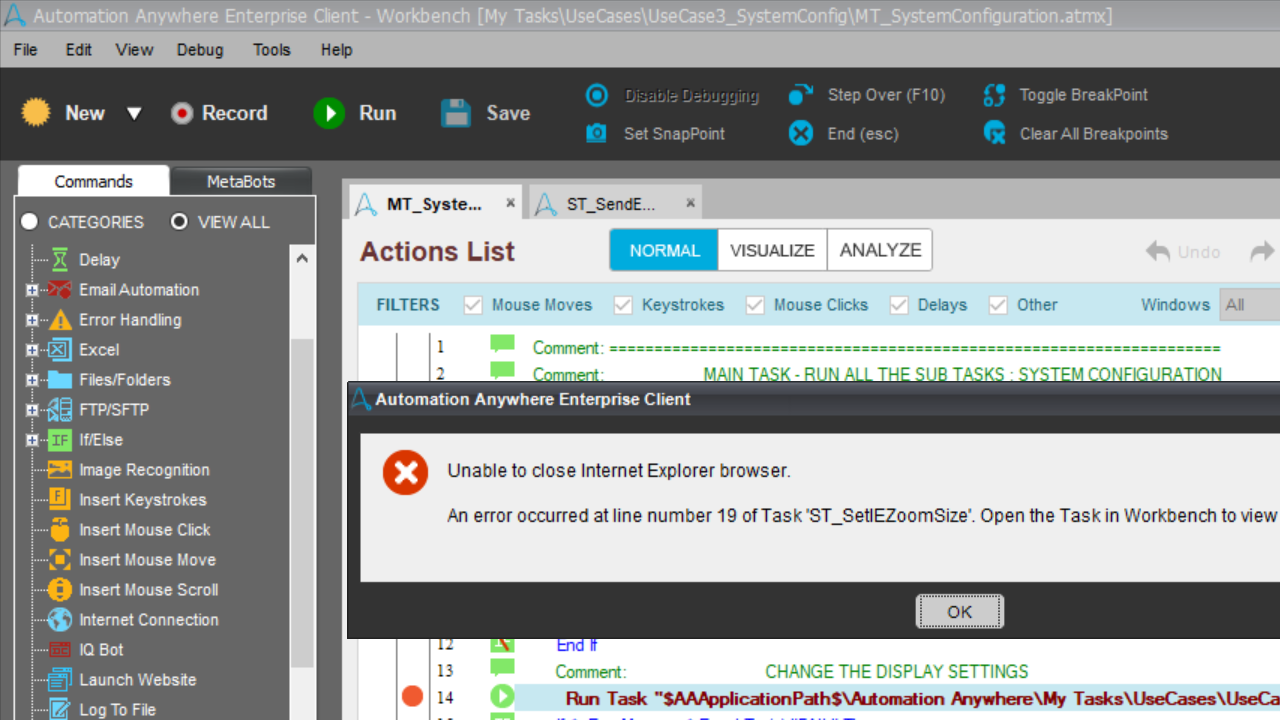 Automation Anywhere Enterprise Client - Workbench [My Tasks\UseCases\UseCase3_SystemConfig\MT_SystemConfiguration.atmx]
File Edit View Debug Tools Help
New Record Run Save
Disable Debugging Step Over (F10) Toggle BreakPoint
Set SnapPoint End (esc) Clear All Breakpoints
Commands MetaBots
CATEGORIES VIEW ALL
Delay
Email Automation
Error Handling
Excel
Files/Folders
FTP/SFTP
IF If/Else
Image Recognition
Insert Keystrokes
Insert Mouse Click
Insert Mouse Move
Insert Mouse Scroll
Internet Connection
IQ Bot
Launch Website
Log To File
MT_Syste... × ST_SendE... ×
Actions List NORMAL VISUALIZE ANALYZE Undo
FILTERS Mouse Moves Keystrokes Mouse Clicks Delays Other Windows All
1 Comment: ====================================================================
2 Comment: MAIN TASK - RUN ALL THE SUB TASKS : SYSTEM CONFIGURATION
Automation Anywhere Enterprise Client
Unable to close Internet Explorer browser.
An error occurred at line number 19 of Task 'ST_SetIEZoomSize'. Open the Task in Workbench to view
OK
12 End If
13 Comment: CHANGE THE DISPLAY SETTINGS
14 Run Task "$AAApplicationPath$\Automation Anywhere\My Tasks\UseCases\UseCa